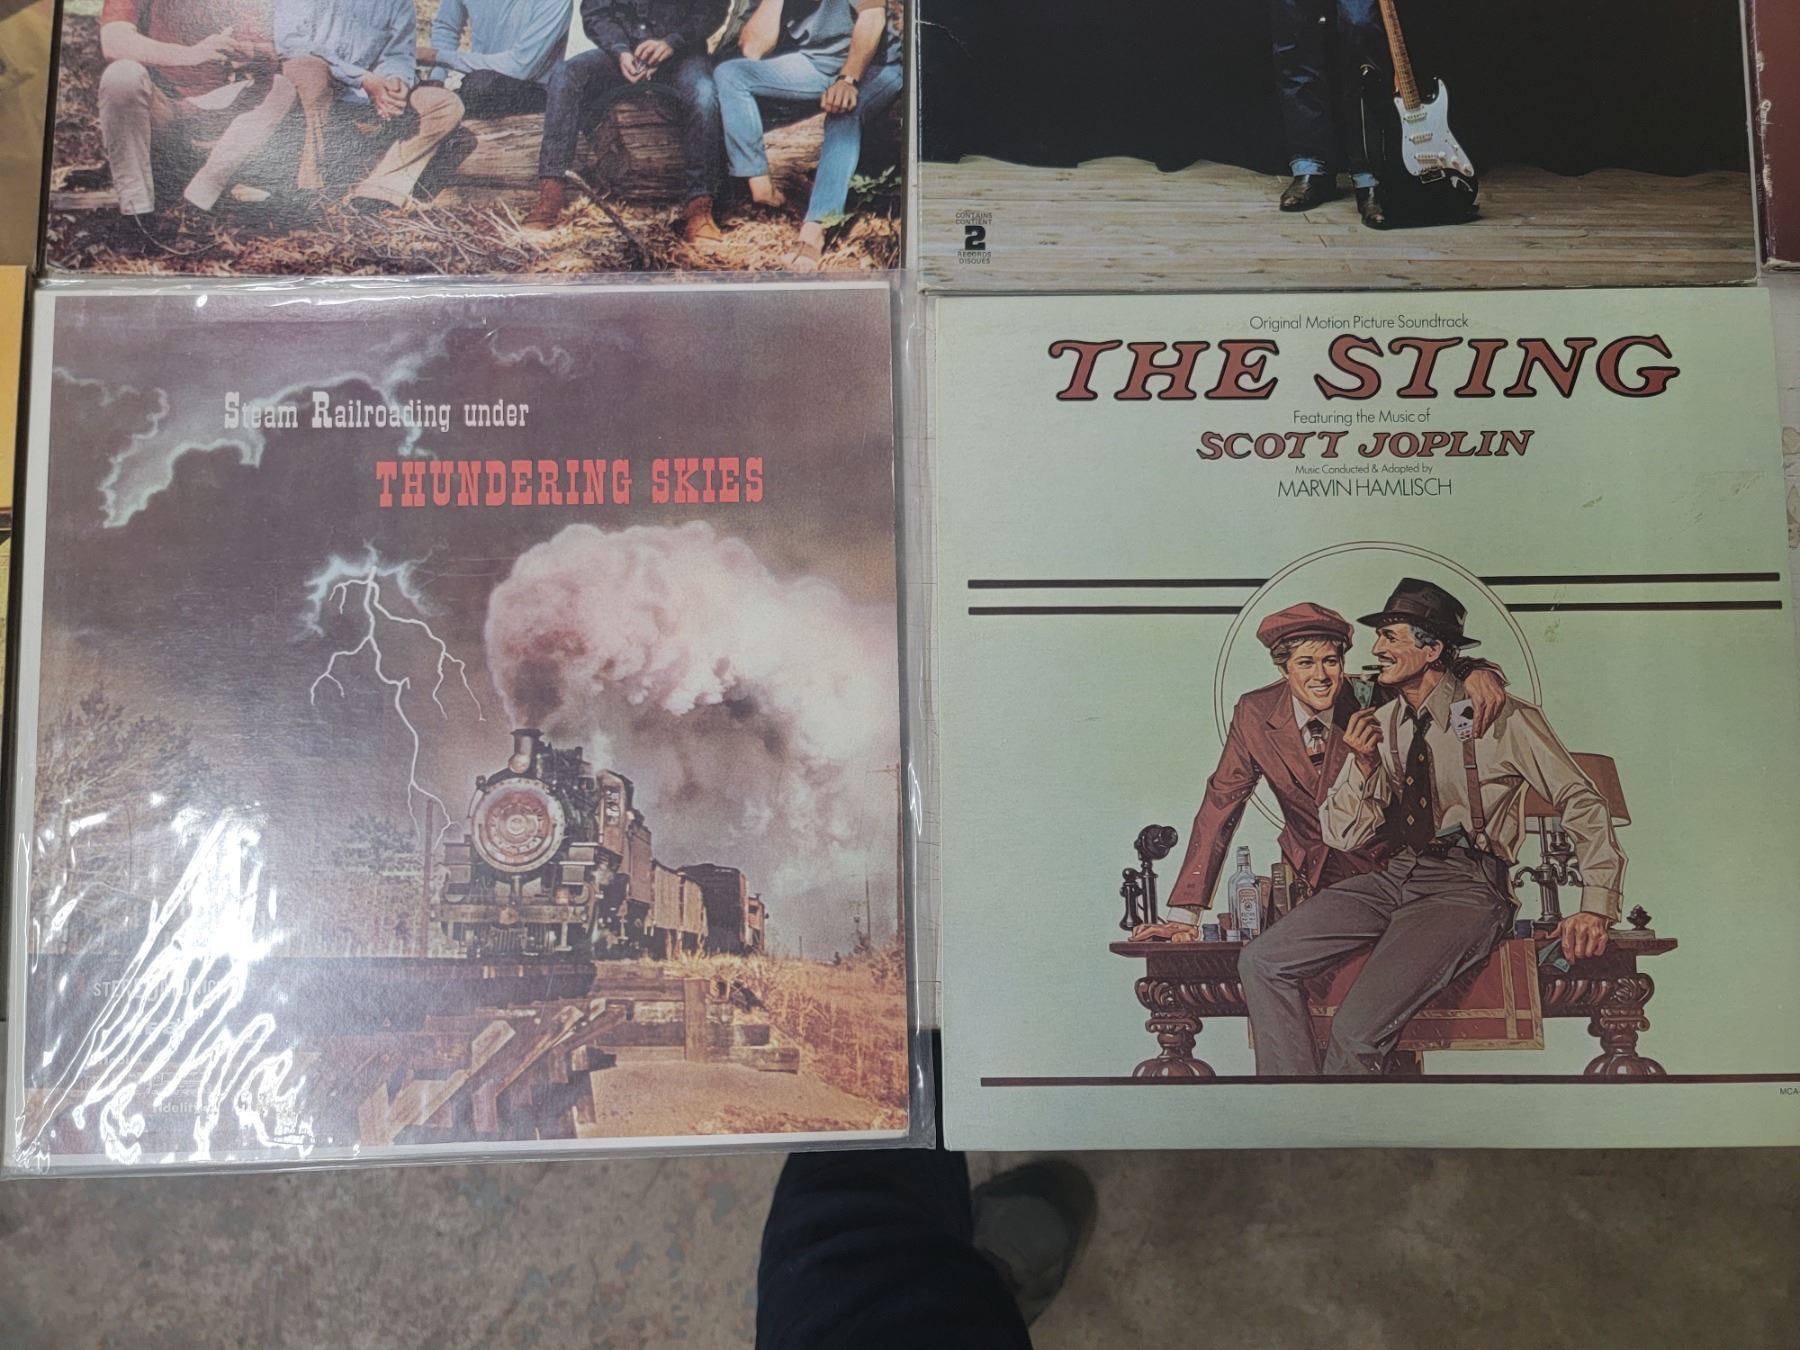 CONTAINS
CONTIENT
2
RECORDS
DISQUES
Steam Railroading under
THUNDERING SKIES
Original Motion Picture Soundtrack
THE STING
Featuring the Music of
SCOTT JOPLIN
Music Conducted & Adapted by
MARVIN HAMLISCH
MCA-